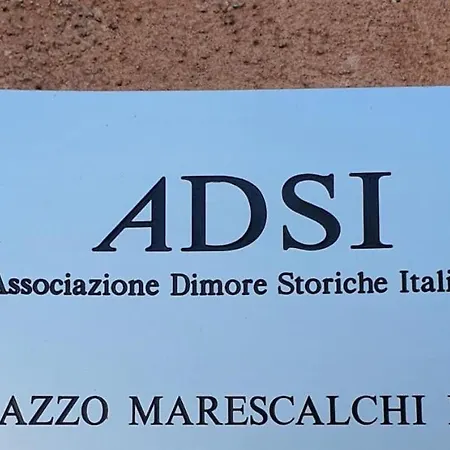 ADSI
Associazione Dimore Storiche Itali
AZZO MARESCALCHI